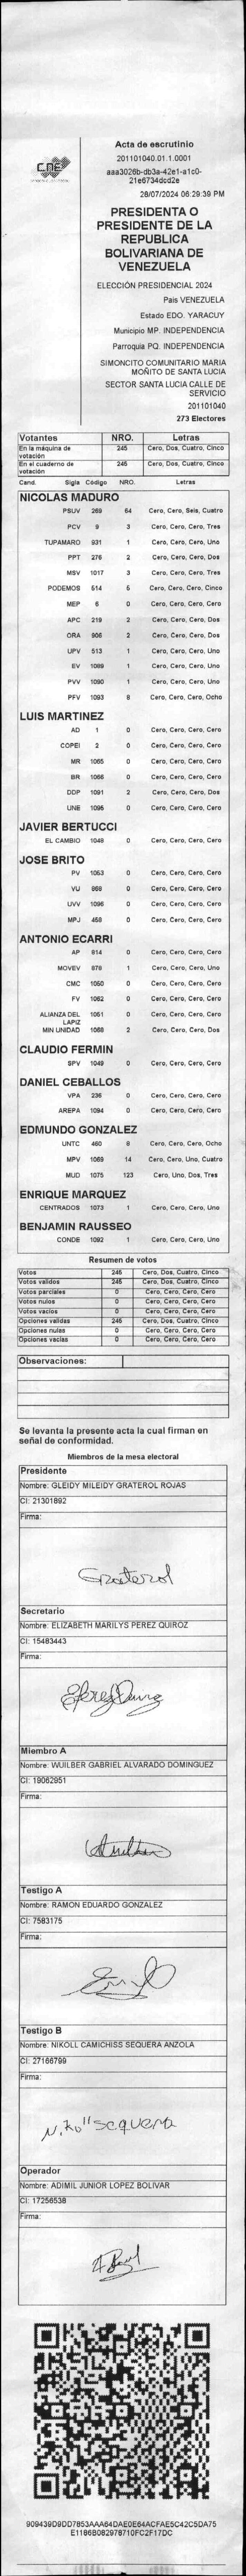 CNE
Acta de escrutinio
201101040.01.1.0001
aaa3026b-db3a-42e1-a1c0-
21e6734dcd2e
28/07/2024 06:29:39 PM
PRESIDENTA O
PRESIDENTE DE LA
REPUBLICA
BOLIVARIANA DE
VENEZUELA
ELECCIÓN PRESIDENCIAL 2024
Pais VENEZUELA
Estado EDO. YARACUY
Municipio MP. INDEPENDENCIA
Parroquia PQ. INDEPENDENCIA
SIMONCITO COMUNITARIO MARIA
MOÑITO DE SANTA LUCIA
SECTOR SANTA LUCIA CALLE DE
SERVICIO
201101040
273 Electores
Votantes NRO. Letras
En la máquina de votación 245 Cero, Dos, Cuatro, Cinco
En el cuaderno de votación 245 Cero, Dos, Cuatro, Cinco
Cand. Sigla Código NRO. Letras
NICOLAS MADURO
PSUV 269 64 Cero, Cero, Seis, Cuatro
PCV 9 3 Cero, Cero, Cero, Tres
TUPAMARO 931 1 Cero, Cero, Cero, Uno
PPT 276 2 Cero, Cero, Cero, Dos
MSV 1017 3 Cero, Cero, Cero, Tres
PODEMOS 514 5 Cero, Cero, Cero, Cinco
MEP 6 0 Cero, Cero, Cero, Cero
APC 219 2 Cero, Cero, Cero, Dos
ORA 906 2 Cero, Cero, Cero, Dos
UPV 513 1 Cero, Cero, Cero, Uno
EV 1089 1 Cero, Cero, Cero, Uno
PVV 1090 1 Cero, Cero, Cero, Uno
PFV 1093 8 Cero, Cero, Cero, Ocho
LUIS MARTINEZ
AD 1 0 Cero, Cero, Cero, Cero
COPEI 2 0 Cero, Cero, Cero, Cero
MR 1055 0 Cero, Cero, Cero, Cero
BR 1066 0 Cero, Cero, Cero, Cero
DDP 1091 2 Cero, Cero, Cero, Dos
UNE 1095 0 Cero, Cero, Cero, Cero
JAVIER BERTUCCI
EL CAMBIO 1048 0 Cero, Cero, Cero, Cero
JOSE BRITO
PV 1053 0 Cero, Cero, Cero, Cero
VU 868 0 Cero, Cero, Cero, Cero
UVV 1096 0 Cero, Cero, Cero, Cero
MPJ 458 0 Cero, Cero, Cero, Cero
ANTONIO ECARRI
AP 914 0 Cero, Cero, Cero, Cero
MOVEV 879 1 Cero, Cero, Cero, Uno
CMC 1050 0 Cero, Cero, Cero, Cero
FV 1052 0 Cero, Cero, Cero, Cero
ALIANZA DEL LAPIZ 1051 0 Cero, Cero, Cero, Cero
MIN UNIDAD 1068 2 Cero, Cero, Cero, Dos
CLAUDIO FERMIN
SPV 1049 0 Cero, Cero, Cero, Cero
DANIEL CEBALLOS
VPA 236 0 Cero, Cero, Cero, Cero
AREPA 1094 0 Cero, Cero, Cero, Cero
EDMUNDO GONZALEZ
UNTC 460 8 Cero, Cero, Cero, Ocho
MPV 1069 14 Cero, Cero, Uno, Cuatro
MUD 1075 123 Cero, Uno, Dos, Tres
ENRIQUE MARQUEZ
CENTRADOS 1073 1 Cero, Cero, Cero, Uno
BENJAMIN RAUSSEO
CONDE 1092 1 Cero, Cero, Cero, Uno
Resumen de votos
Votos 245 Cero, Dos, Cuatro, Cinco
Votos validos 245 Cero, Dos, Cuatro, Cinco
Votos parciales 0 Cero, Cero, Cero, Cero
Votos nulos 0 Cero, Cero, Cero, Cero
Votos vacios 0 Cero, Cero, Cero, Cero
Opciones validas 245 Cero, Dos, Cuatro, Cinco
Opciones nulas 0 Cero, Cero, Cero, Cero
Opciones vacias 0 Cero, Cero, Cero, Cero
Observaciones:
Se levanta la presente acta la cual firman en
señal de conformidad.
Miembros de la mesa electoral
Presidente
Nombre: GLEIDY MILEIDY GRATEROL ROJAS
CI: 21301892
Firma:
Graterol
Secretario
Nombre: ELIZABETH MARILYS PEREZ QUIROZ
CI: 15483443
Firma:
Miembro A
Nombre: WUILBER GABRIEL ALVARADO DOMINGUEZ
CI: 19062951
Firma:
Testigo A
Nombre: RAMON EDUARDO GONZALEZ
CI: 7583175
Firma:
Testigo B
Nombre: NIKOLL CAMICHISS SEQUERA ANZOLA
CI: 27166799
Firma:
Nikoll sequera
Operador
Nombre: ADIMIL JUNIOR LOPEZ BOLIVAR
CI: 17256538
Firma:
909439D9DD7853AAA64DAE0E64ACFAE5C42C5DA75
E1186B082978710FC2F17DC